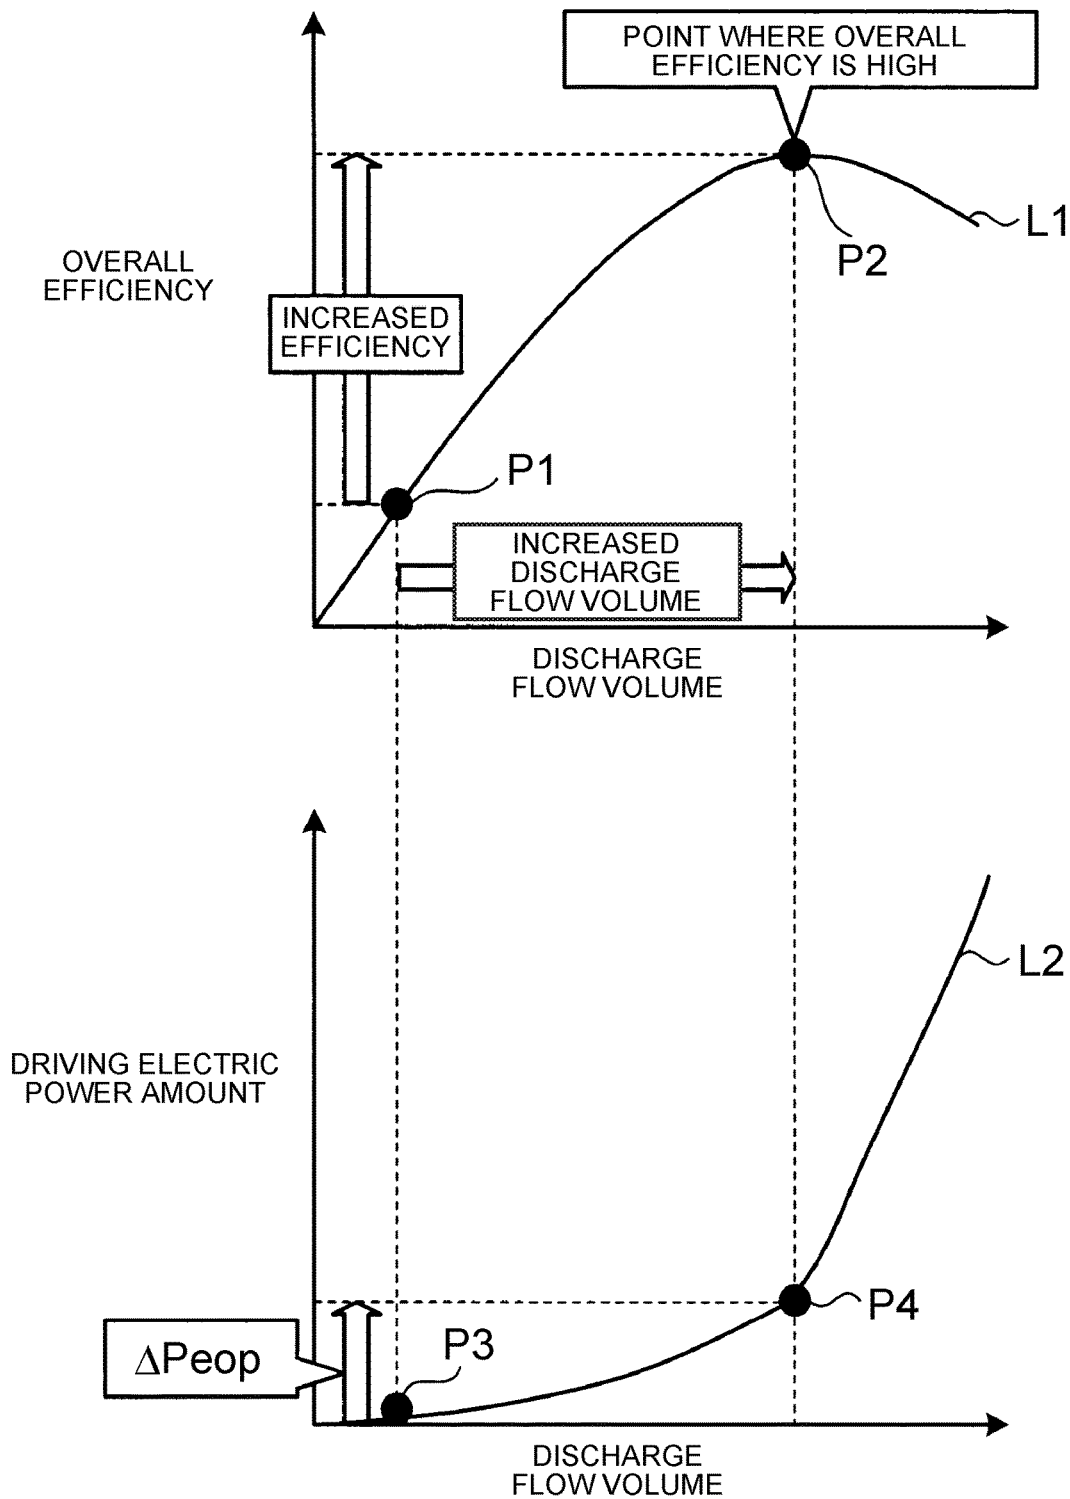 POINT WHERE OVERALL
EFFICIENCY IS HIGH
L1
P2
OVERALL
EFFICIENCY
INCREASED
EFFICIENCY
P1
INCREASED
DISCHARGE
FLOW VOLUME
DISCHARGE
FLOW VOLUME
L2
DRIVING ELECTRIC
POWER AMOUNT
P4
P3
ΔPeop
DISCHARGE
FLOW VOLUME